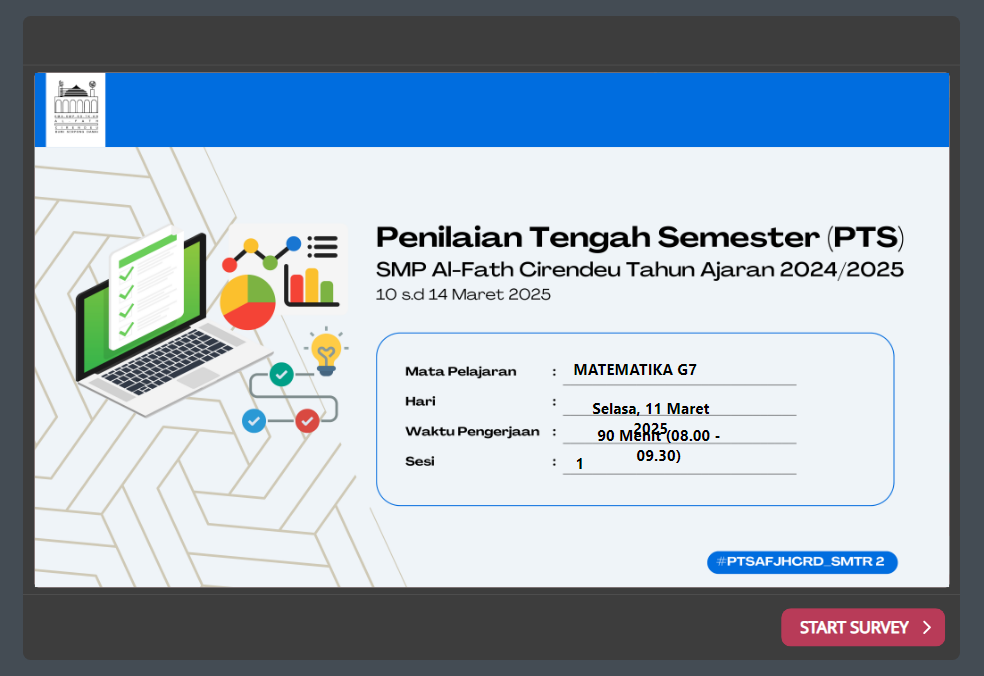 Penilaian Tengah Semester (PTS)
SMP Al-Fath Cirendeu Tahun Ajaran 2024/2025
10 s.d 14 Maret 2025
Mata Pelajaran : MATEMATIKA G7
Hari : Selasa, 11 Maret
2025
Waktu Pengerjaan : 90 Menit (08.00 -
09.30)
Sesi : 1
#PTSAFJHCRD_SMTR 2
START SURVEY